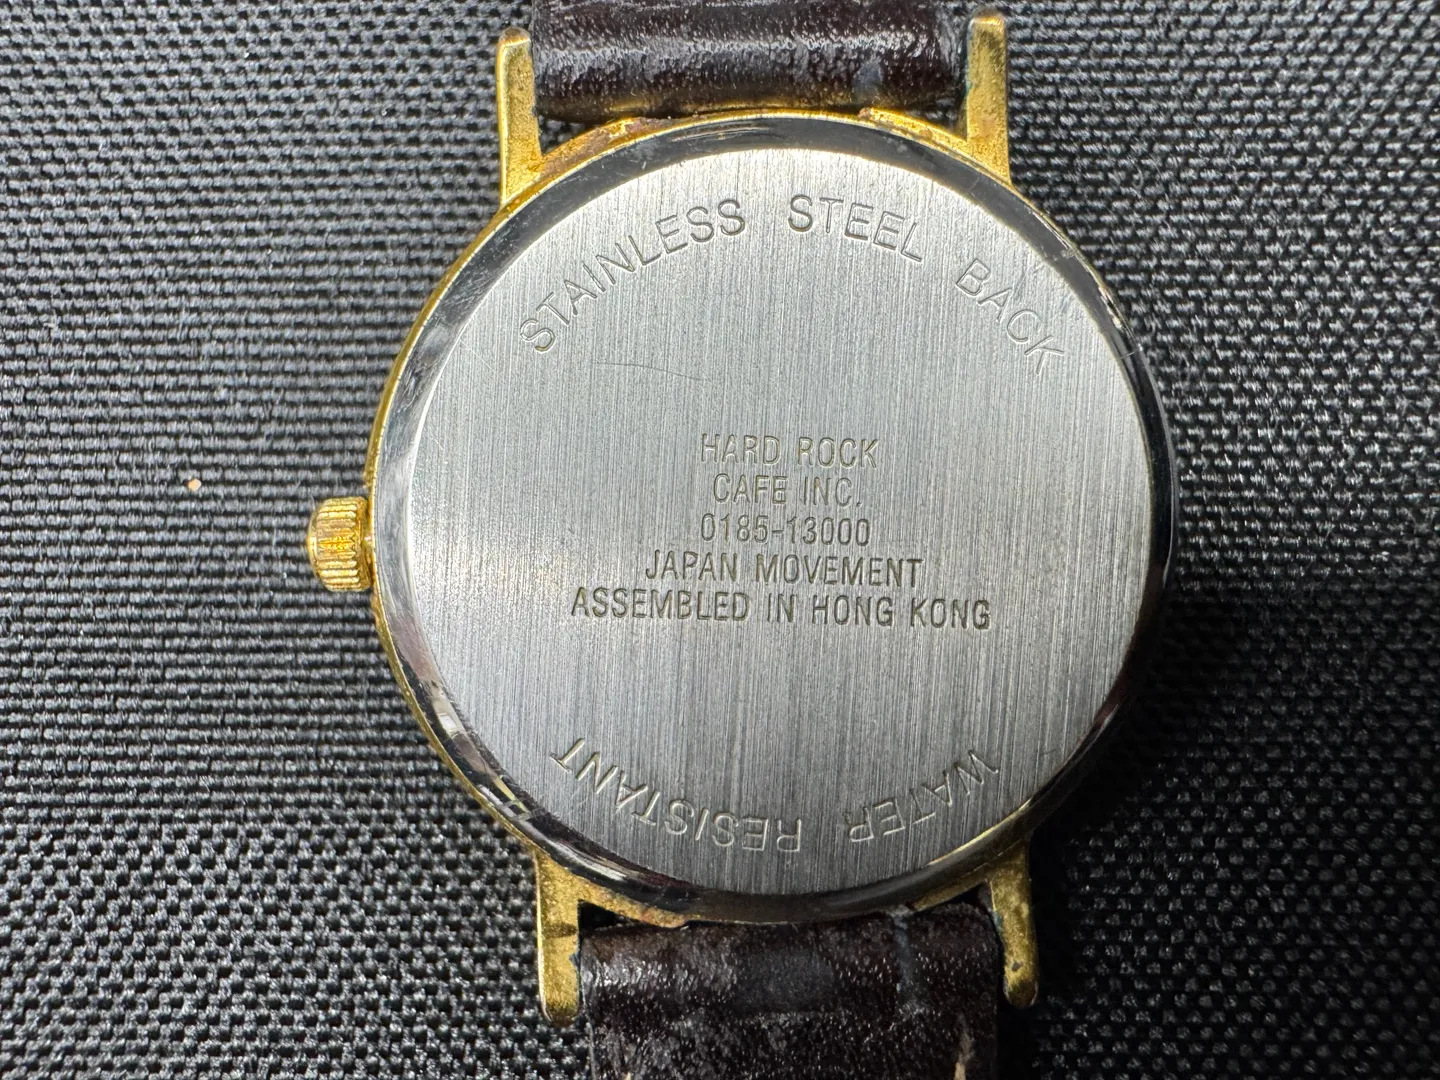 STAINLESS STEEL BACK
HARD ROCK
CAFE INC.
0185-13000
JAPAN MOVEMENT
ASSEMBLED IN HONG KONG
WATER RESISTANT